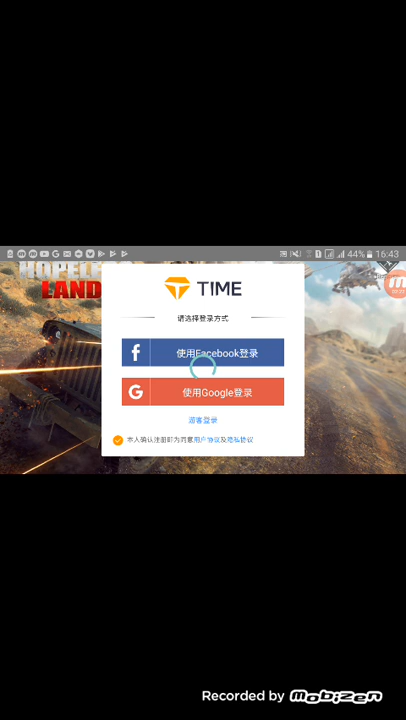 44% 16:43
HOPELESS
LAND
TIME
请选择登录方式
使用Facebook登录
使用Google登录
游客登录
本人确认注册即为同意用户协议及隐私协议
Recorded by Mobizen